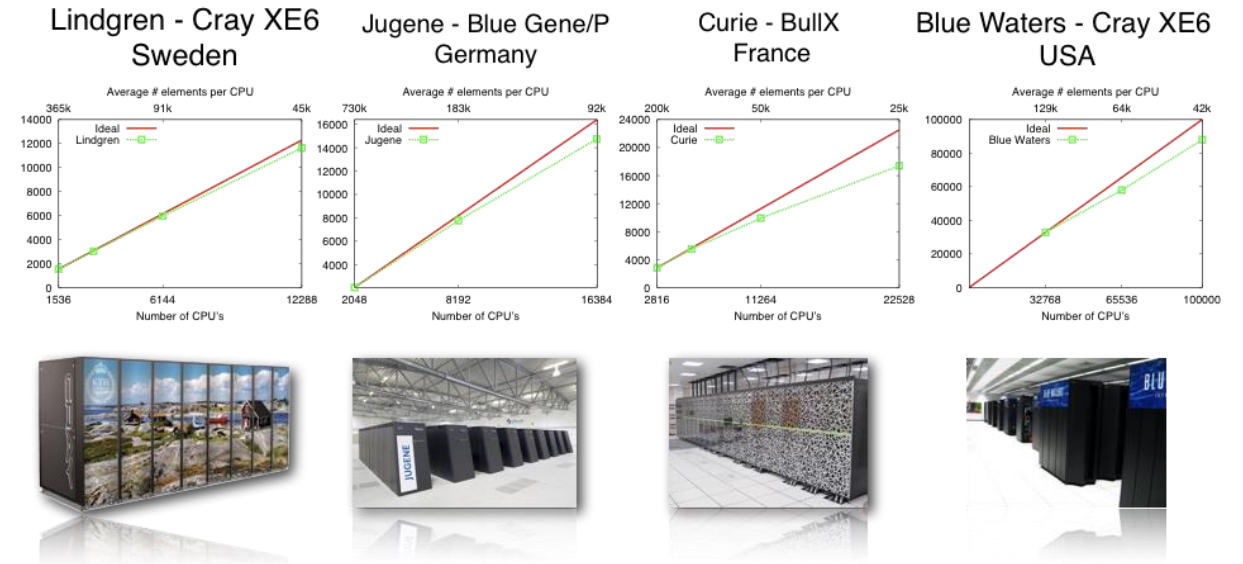 Lindgren - Cray XE6
Sweden
Average # elements per CPU
365k 91k 45k
14000
12000
10000
8000
6000
4000
2000
0
Ideal
Lindgren
1536 6144 12288
Number of CPU's
Jugene - Blue Gene/P
Germany
Average # elements per CPU
730k 183k 92k
16000
14000
12000
10000
8000
6000
4000
Ideal
Jugene
2048 8192 16384
Number of CPU's
Curie - BullX
France
Average # elements per CPU
200k 50k 25k
24000
20000
16000
12000
8000
4000
0
Ideal
Curie
2816 11264 22528
Number of CPU's
Blue Waters - Cray XE6
USA
Average # elements per CPU
129k 64k 42k
100000
80000
60000
40000
20000
0
Ideal
Blue Waters
32768 65536 100000
Number of CPU's
KTH
JUGENE
BLUE WATERS
BLU